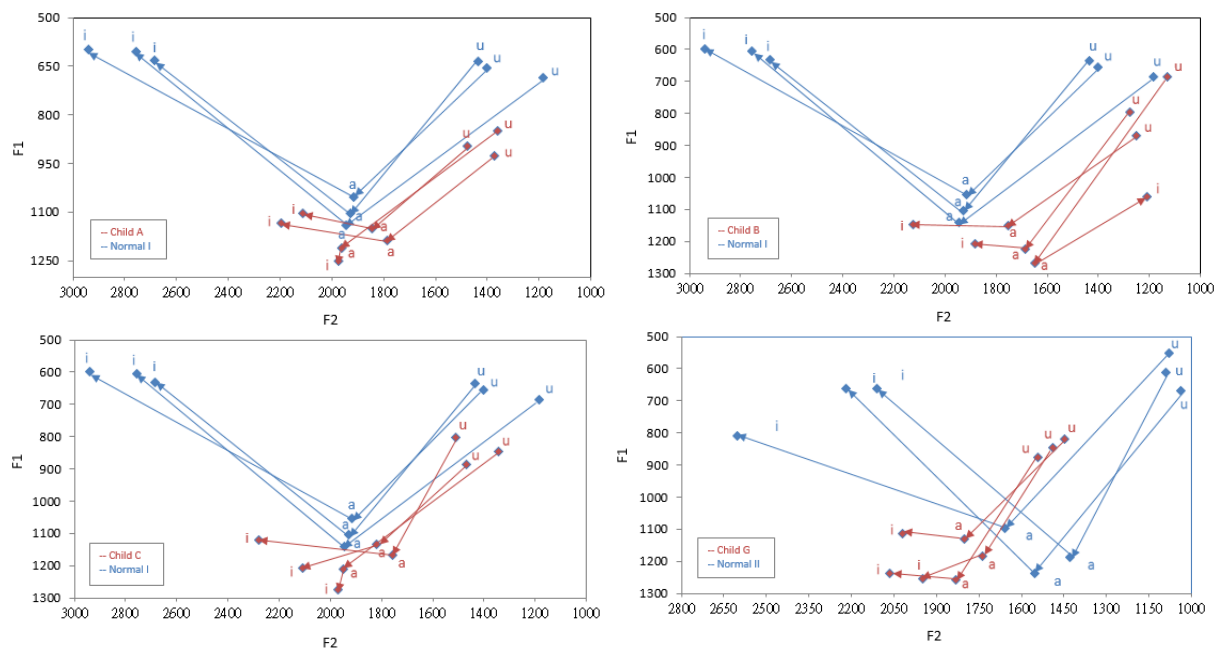 500
650
800
950
1100
1250
F1
i
i
i
u
u
u
a
a
a
u
u
u
i
i
i
a
a
a
-- Child A
-- Normal I
3000 2800 2600 2400 2200 2000 1800 1600 1400 1200 1000
F2
500
600
700
800
900
1000
1100
1200
1300
F1
i
i
i
u
u
u
u
u
u
a
a
a
i
i
i
a
a
a
-- Child B
-- Normal I
3000 2800 2600 2400 2200 2000 1800 1600 1400 1200 1000
F2
500
600
700
800
900
1000
1100
1200
1300
F1
i
i
i
u
u
u
u
u
u
a
a
a
i
i
i
a
a
a
-- Child C
-- Normal I
3000 2800 2600 2400 2200 2000 1800 1600 1400 1200 1000
F2
500
600
700
800
900
1000
1100
1200
1300
F1
u
u
u
i
i
i
u
u
u
a
a
a
i
i
i
a
a
a
-- Child G
-- Normal II
2800 2650 2500 2350 2200 2050 1900 1750 1600 1450 1300 1150 1000
F2